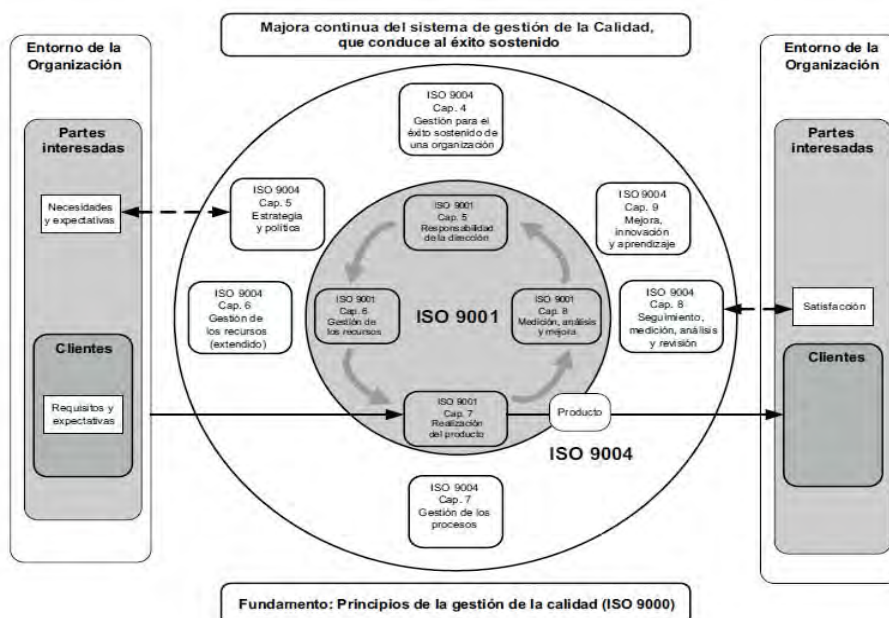 Majora continua del sistema de gestión de la Calidad,
que conduce al éxito sostenido
Entorno de la
Organización
Partes
interesadas
Necesidades
y expectativas
Clientes
Requisitos y
expectativas
ISO 9004
Cap. 4
Gestión para el
éxito sostenido de
una organización
ISO 9004
Cap. 5
Estrategia
y política
ISO 9004
Cap. 6
Gestión de
los recursos
(extendido)
ISO 9001
Cap. 5
Responsabilidad
de la dirección
ISO 9001
Cap. 6
Gestión de
los recursos
ISO 9001
ISO 9001
Cap. 8
Medición, análisis
y mejora
ISO 9001
Cap. 7
Realización
del producto
Producto
ISO 9004
ISO 9004
Cap. 9
Mejora,
innovación
y aprendizaje
ISO 9004
Cap. 8
Seguimiento,
medición, análisis
y revisión
ISO 9004
Cap. 7
Gestión de los
procesos
Entorno de la
Organización
Partes
interesadas
Satisfacción
Clientes
Fundamento: Principios de la gestión de la calidad (ISO 9000)